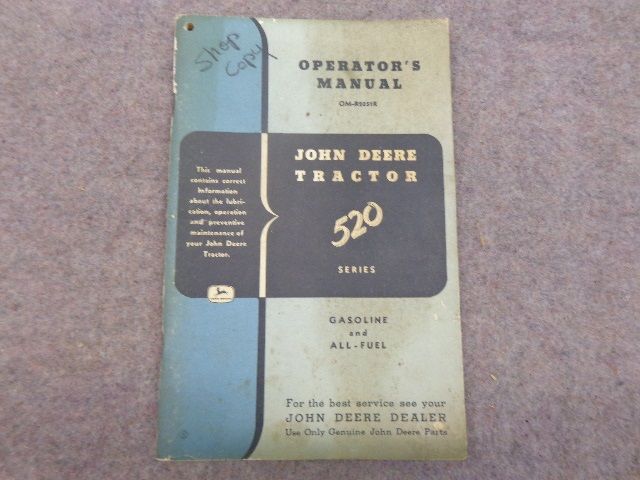 Shop
Copy
OPERATOR'S
MANUAL
OM-R2031R
JOHN DEERE
TRACTOR
520
SERIES
This manual
contains correct
information
about the lubri-
cation, operation
and preventive
maintenance of
your John Deere
Tractor.
GASOLINE
and
ALL-FUEL
For the best service see your
JOHN DEERE DEALER
Use Only Genuine John Deere Parts